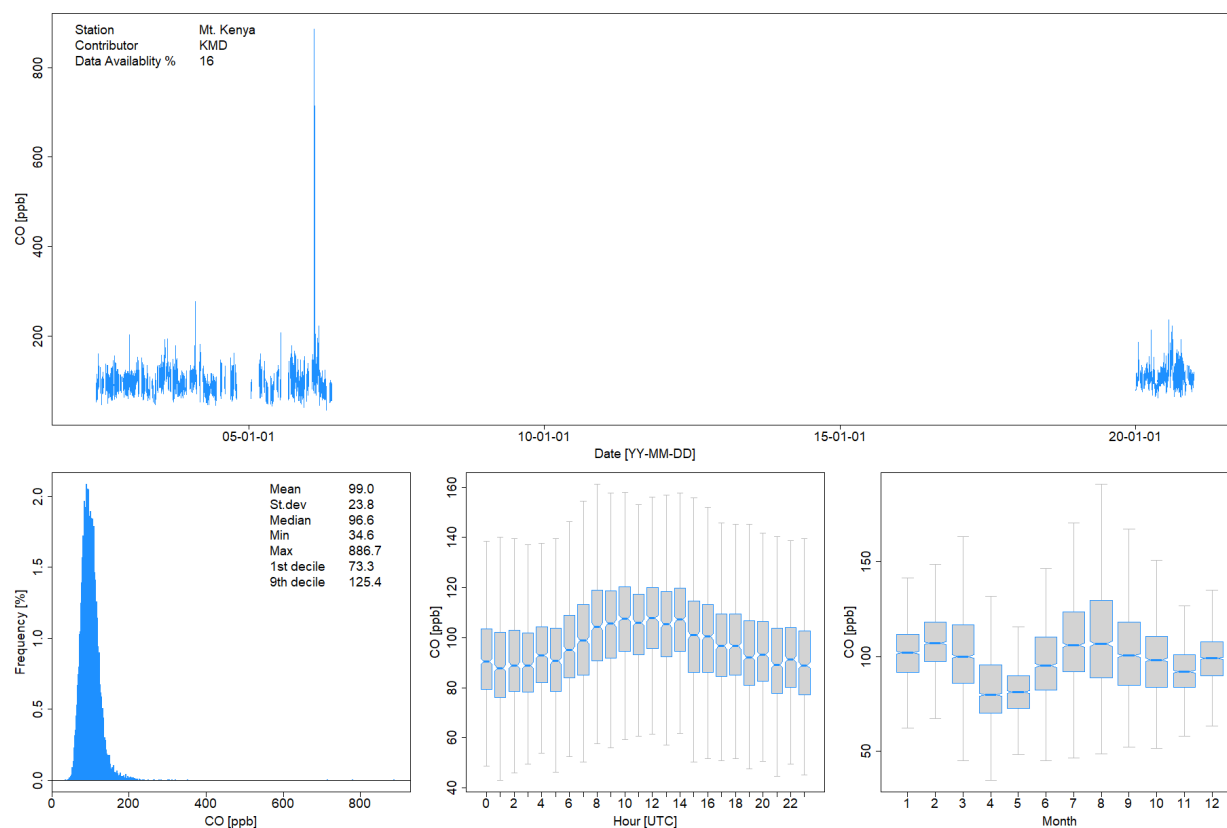 Station Mt. Kenya
Contributor KMD
Data Availablity % 16
CO [ppb]
200 400 600 800
05-01-01 10-01-01 15-01-01 20-01-01
Date [YY-MM-DD]
Mean 99.0
St.dev 23.8
Median 96.6
Min 34.6
Max 886.7
1st decile 73.3
9th decile 125.4
Frequency [%]
0.0 0.5 1.0 1.5 2.0
0 200 400 600 800
CO [ppb]
CO [ppb]
40 60 80 100 120 140 160
0 2 4 6 8 10 12 14 16 18 20 22
Hour [UTC]
CO [ppb]
50 100 150
1 2 3 4 5 6 7 8 9 10 11 12
Month